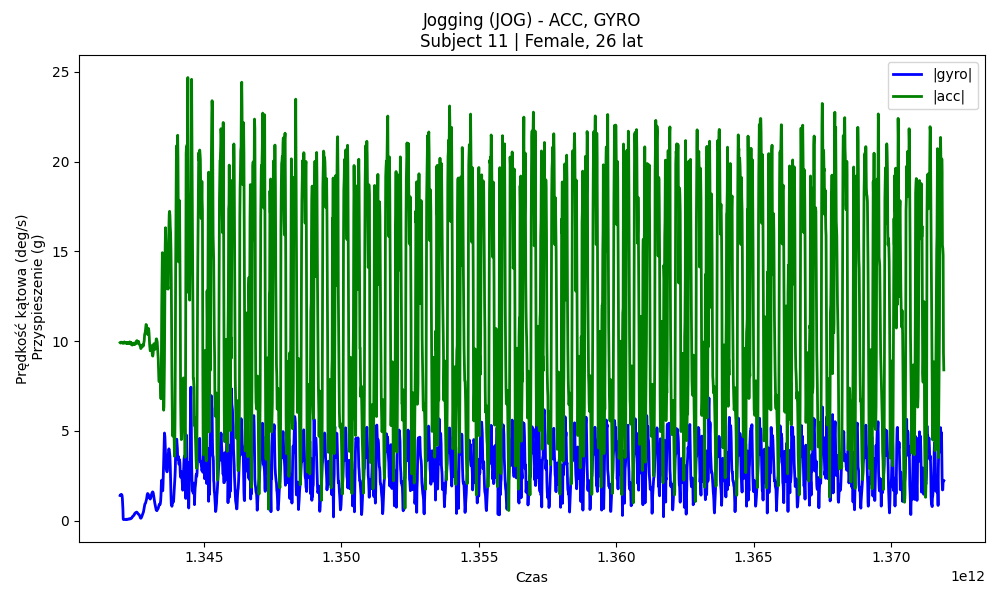 Jogging (JOG) - ACC, GYRO
Subject 11 | Female, 26 lat
|gyro|
|acc|
25
20
15
10
5
0
Prędkość kątowa (deg/s)
Przyspieszenie (g)
1.345
1.350
1.355
1.360
1.365
1.370
1e12
Czas